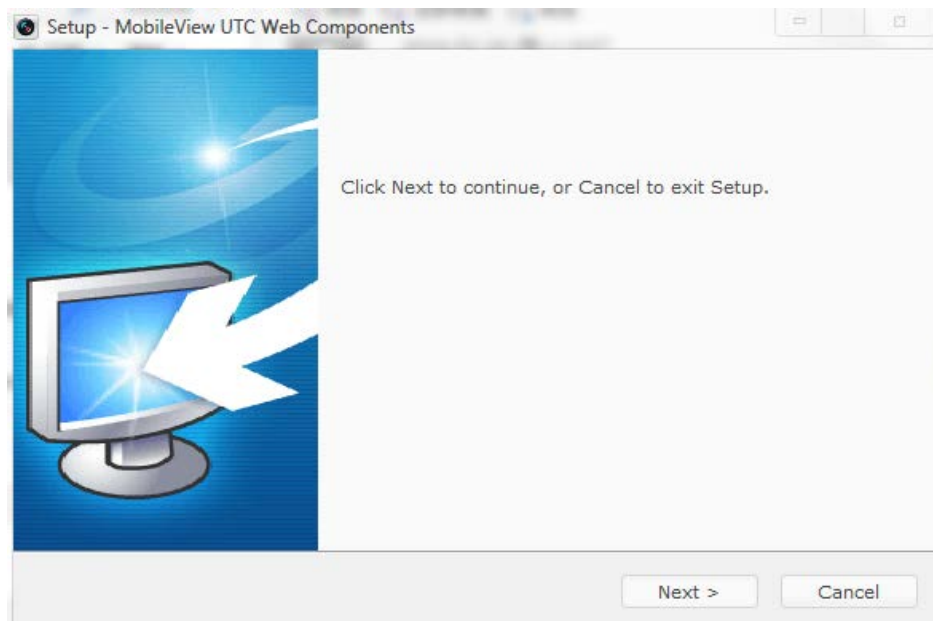 Setup - MobileView UTC Web Components
Click Next to continue, or Cancel to exit Setup.
Next >
Cancel